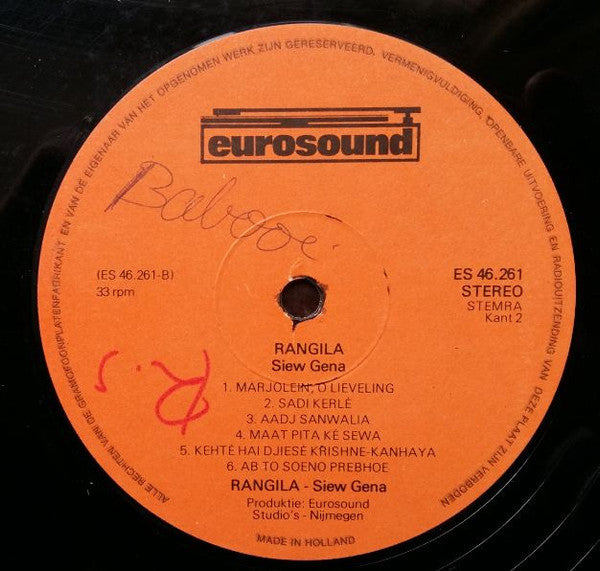 ALLE RECHTEN VAN DE GRAMOFOONPLATENFABRIKANT EN VAN DE EIGENAAR VAN HET OPGENOMEN WERK ZIJN GERESERVEERD. VERMENIGVULDIGING, OPENBARE UITVOERING EN RADIOUITZENDING VAN DEZE PLAAT ZIJN VERBODEN
eurosound
Babooi
(ES 46.261-B)
33 rpm
ES 46.261
STEREO
STEMRA
Kant 2
R.S
RANGILA
Siew Gena
1. MARJOLEIN, O LIEVELING
2. SADI KERLÉ
3. AADJ SANWALIA
4. MAAT PITA KÉ SEWA
5. KEHTÉ HAI DJIESÉ KRISHNE-KANHAYA
6. AB TO SOENO PREBHOE
RANGILA - Siew Gena
Produktie: Eurosound
Studio's - Nijmegen
MADE IN HOLLAND